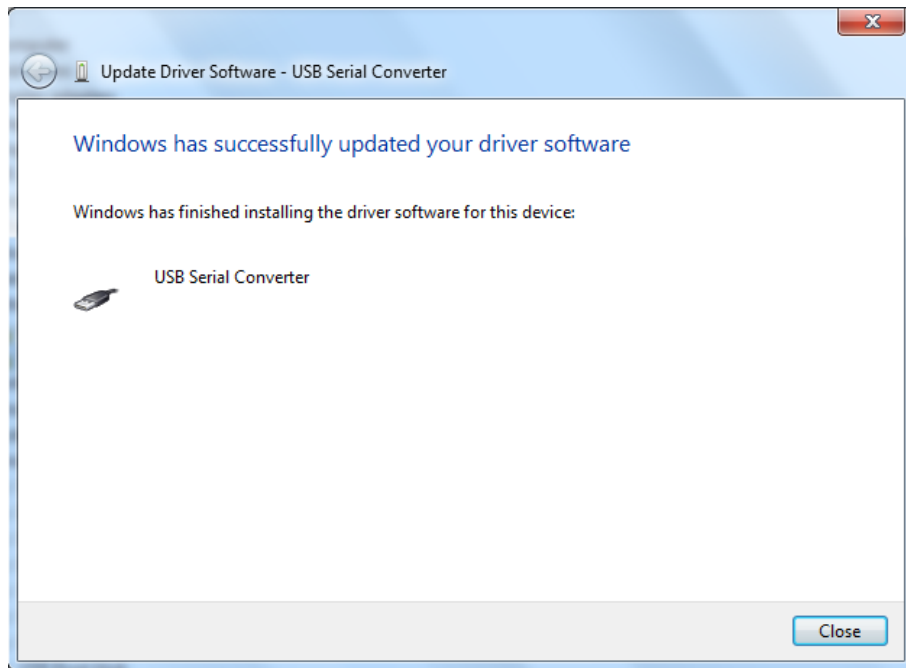 Update Driver Software - USB Serial Converter
Windows has successfully updated your driver software
Windows has finished installing the driver software for this device:
USB Serial Converter
Close